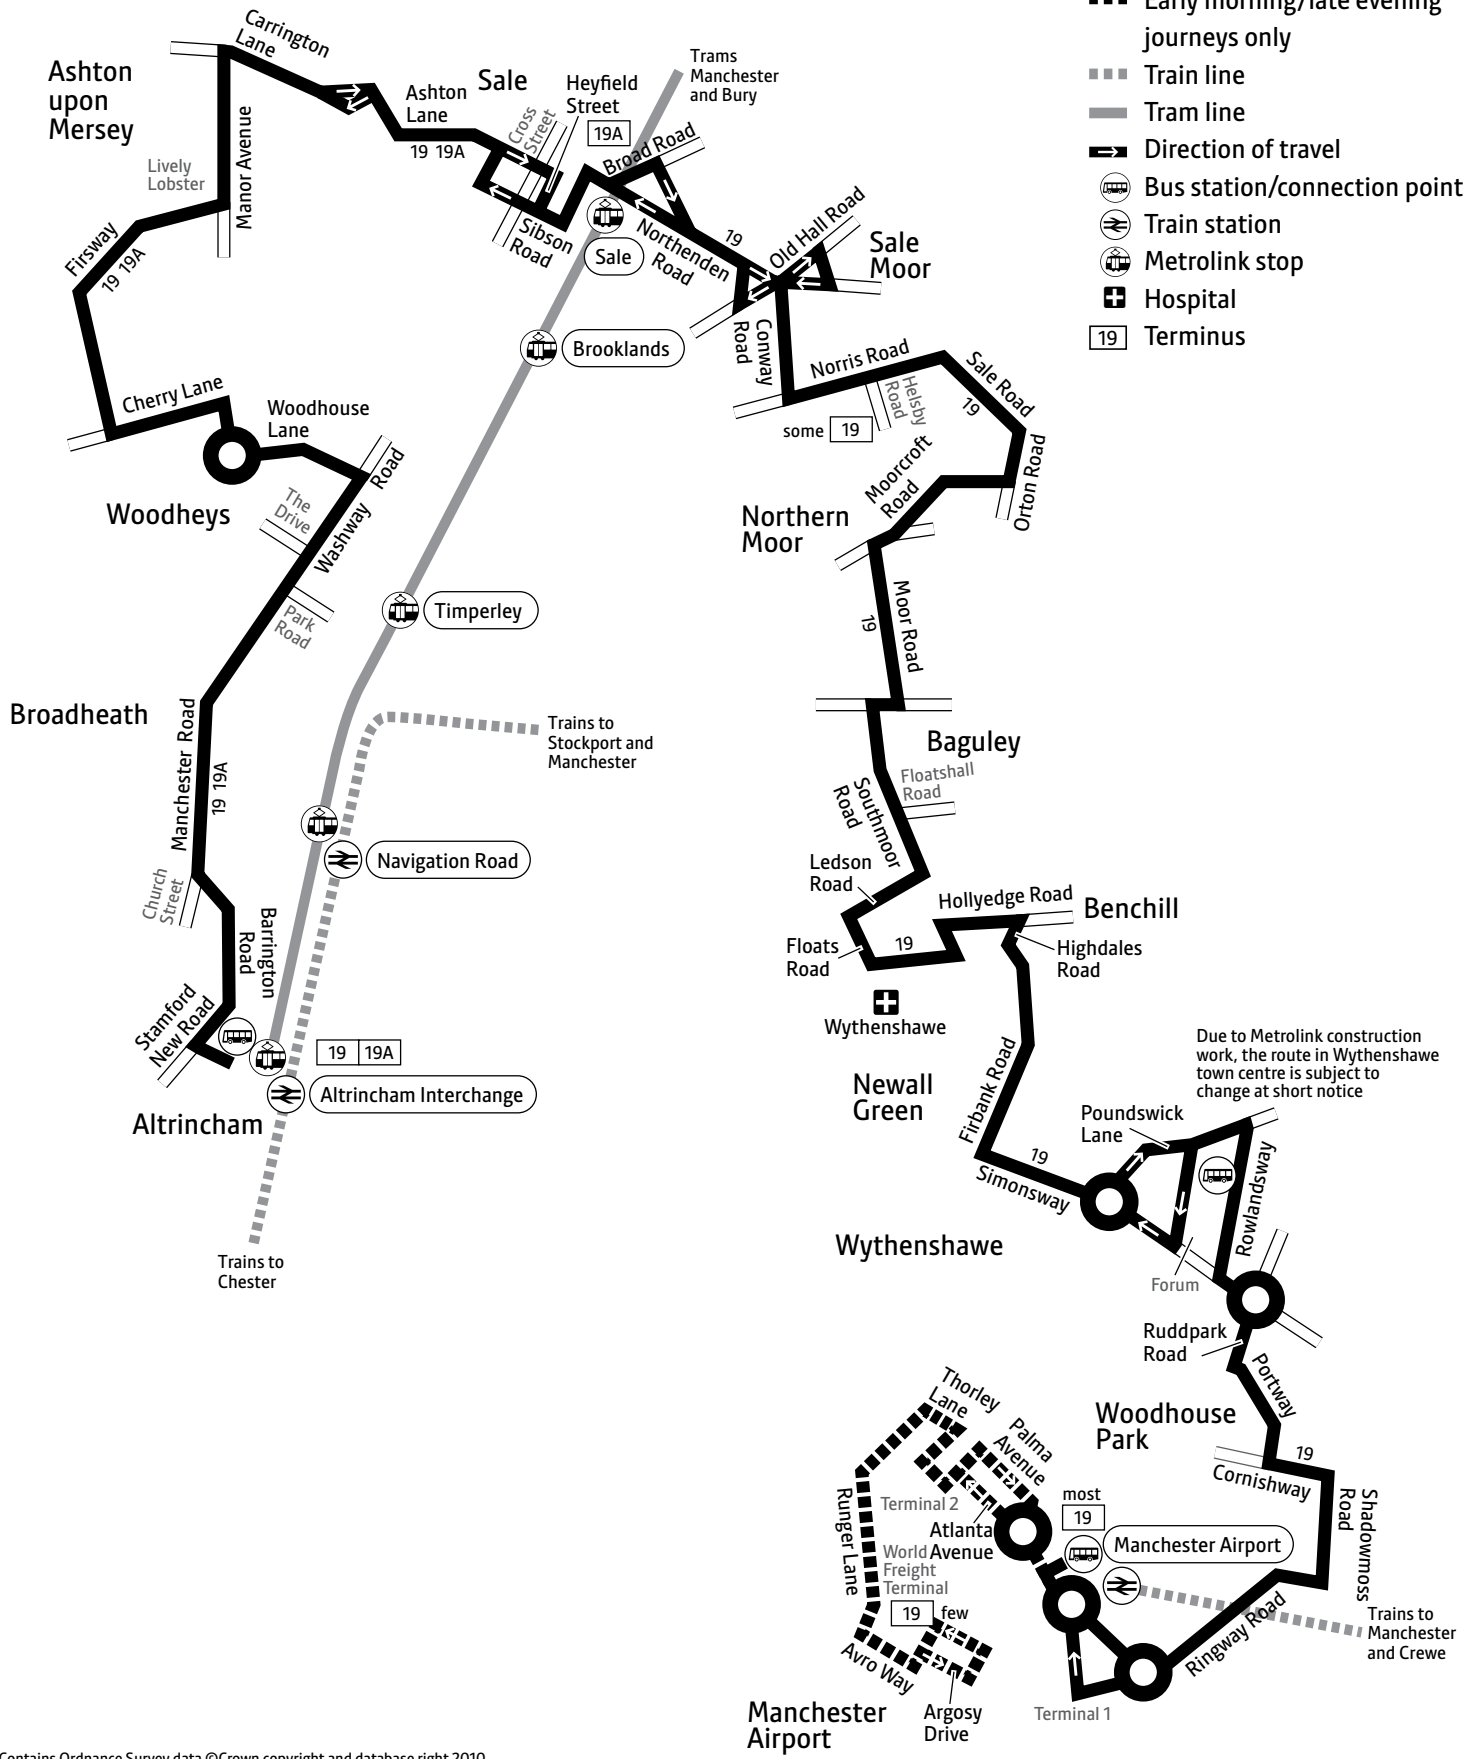 Early morning/late evening
journeys only
Train line
Tram line
Direction of travel
Bus station/connection point
Train station
Metrolink stop
Hospital
19 Terminus
Carrington
Lane
Ashton
upon
Mersey
Manor Avenue
Lively
Lobster
Ashton
Lane
19 19A
Sale
Cross
Street
Heyfield
Street
19A
Trams
Manchester
and Bury
Broad Road
Sibson
Road
Sale
Northenden
Road
19
Old Hall Road
Sale
Moor
Firsway
19 19A
Brooklands
Conway
Road
Norris Road
Helsby
Road
some 19
Sale Road
19
Orton Road
Moorcroft
Road
Northern
Moor
Cherry Lane
Woodhouse
Lane
Woodheys
The
Drive
Washway
Road
Park
Road
Timperley
Moor Road
19
Broadheath
Manchester Road
19 19A
Trains to
Stockport and
Manchester
Baguley
Floatshall
Road
Southmoor
Road
Navigation Road
Church
Street
Barrington
Road
Ledson
Road
Hollyedge Road
Benchill
Floats
Road
19
Highdales
Road
Wythenshawe
Stamford
New Road
19 19A
Altrincham Interchange
Altrincham
Trains to
Chester
Newall
Green
Firbank Road
19
Simonsway
Due to Metrolink construction
work, the route in Wythenshawe
town centre is subject to
change at short notice
Poundswick
Lane
Rowlandsway
Wythenshawe
Forum
Ruddpark
Road
Portway
Woodhouse
Park
19
Cornishway
Shadowmoss
Road
Thorley
Lane
Palma
Avenue
Runger Lane
Terminal 2
Atlanta
Avenue
most
19
Manchester Airport
World
Freight
Terminal
19 few
Avro Way
Argosy
Drive
Manchester
Airport
Terminal 1
Ringway Road
Trains to
Manchester
and Crewe
Contains Ordnance Survey data ©Crown copyright and database right 2010